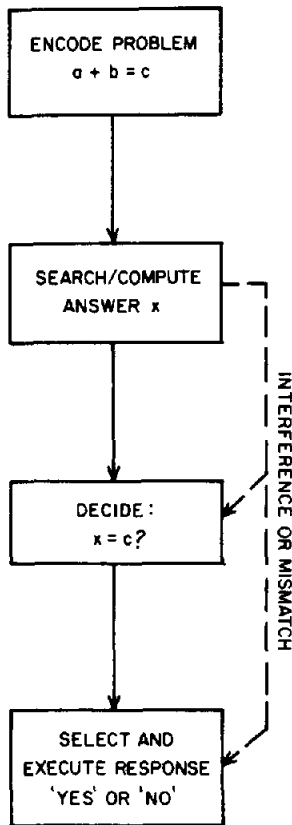 ENCODE PROBLEM
a + b = c
SEARCH/COMPUTE
ANSWER x
INTERFERENCE OR MISMATCH
DECIDE:
x = c?
SELECT AND
EXECUTE RESPONSE
'YES' OR 'NO'